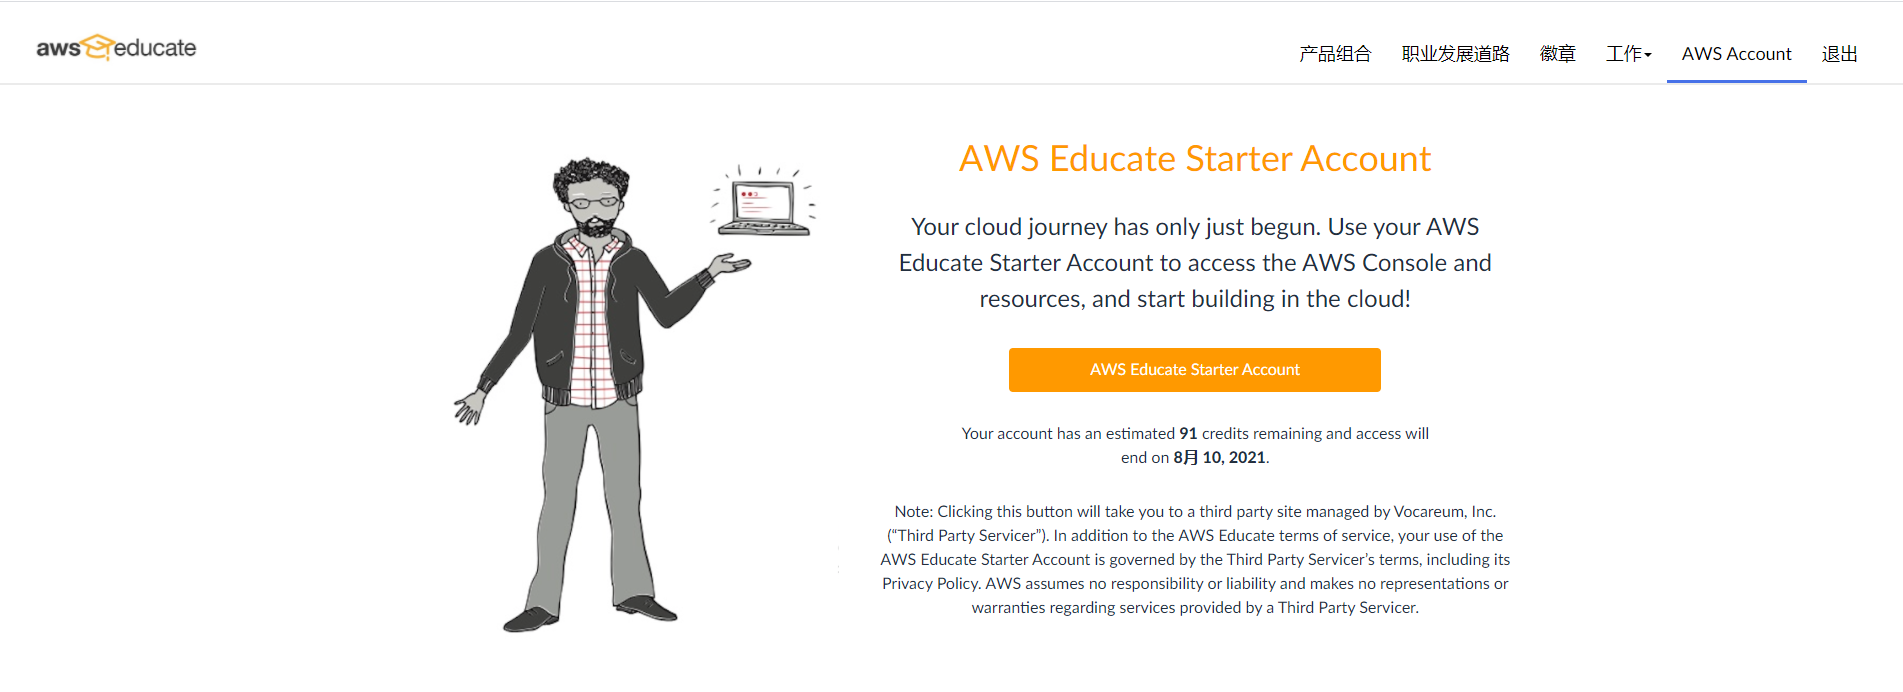 aws educate
产品组合 职业发展道路 徽章 工作 AWS Account 退出
AWS Educate Starter Account
Your cloud journey has only just begun. Use your AWS
Educate Starter Account to access the AWS Console and
resources, and start building in the cloud!
AWS Educate Starter Account
Your account has an estimated 91 credits remaining and access will
end on 8月 10, 2021.
Note: Clicking this button will take you to a third party site managed by Vocareum, Inc.
(“Third Party Servicer”). In addition to the AWS Educate terms of service, your use of the
AWS Educate Starter Account is governed by the Third Party Servicer’s terms, including its
Privacy Policy. AWS assumes no responsibility or liability and makes no representations or
warranties regarding services provided by a Third Party Servicer.